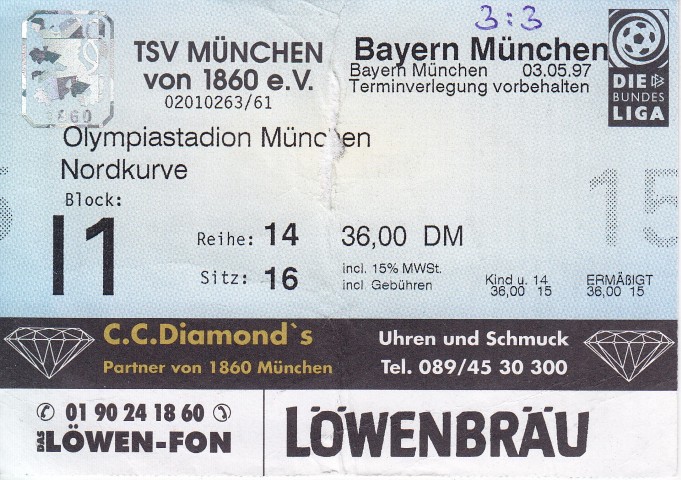 3:3
TSV MÜNCHEN
von 1860 e.V.
02010263/61
Bayern München
Bayern München 03.05.97
Terminverlegung vorbehalten
DIE
BUNDES
LIGA
1860
Olympiastadion München
Nordkurve
Block:
I1
Reihe: 14
Sitz: 16
36,00 DM
incl. 15% MWSt.
incl. Gebühren
Kind u. 14
36,00 15
ERMÄßIGT
36,00 15
15
C.C.Diamond`s
Partner von 1860 München
Uhren und Schmuck
Tel. 089/45 30 300
✆ 01 90 24 18 60 ✆
DAS LÖWEN-FON
LÖWENBRÄU